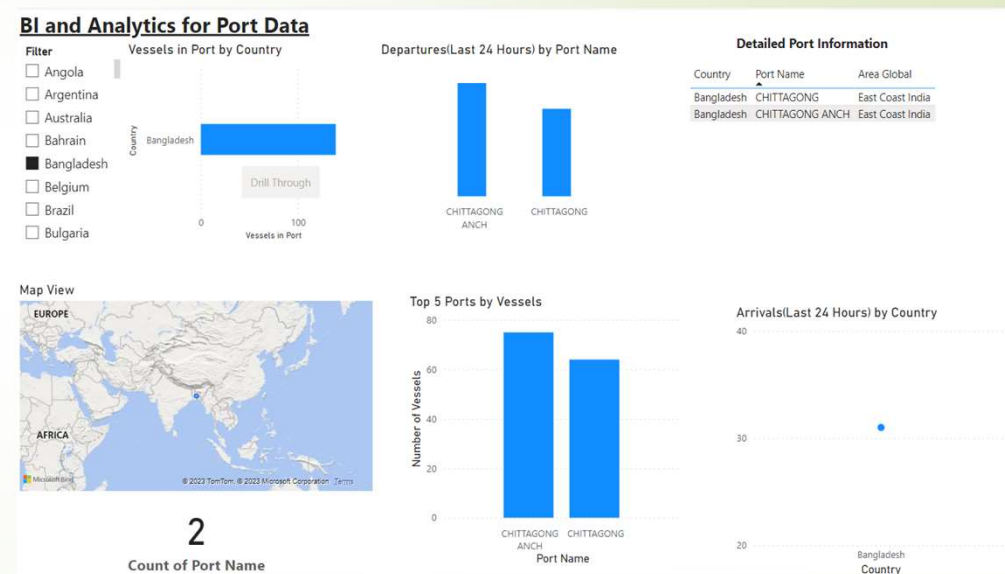 BI and Analytics for Port Data
Filter
Angola
Argentina
Australia
Bahrain
Bangladesh
Belgium
Brazil
Bulgaria
Vessels in Port by Country
Country
Bangladesh
Drill Through
0 100
Vessels in Port
Departures(Last 24 Hours) by Port Name
CHITTAGONG ANCH
CHITTAGONG
Detailed Port Information
Country Port Name Area Global
Bangladesh CHITTAGONG East Coast India
Bangladesh CHITTAGONG ANCH East Coast India
Map View
EUROPE
AFRICA
Microsoft Bing
© 2023 TomTom, © 2023 Microsoft Corporation Terms
2
Count of Port Name
Top 5 Ports by Vessels
Number of Vessels
80
60
40
20
0
CHITTAGONG ANCH
CHITTAGONG
Port Name
Arrivals(Last 24 Hours) by Country
40
30
20
Bangladesh
Country